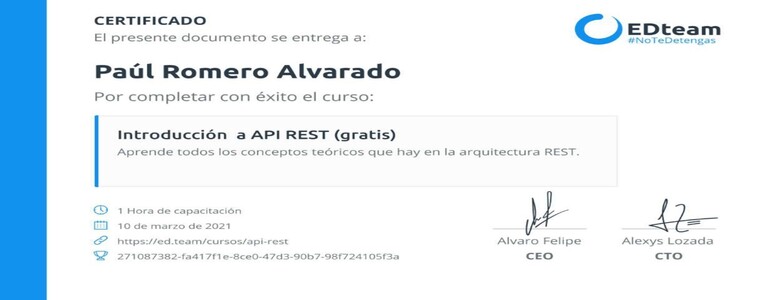 CERTIFICADO
El presente documento se entrega a:
EDteam
#NoTeDetengas
Paúl Romero Alvarado
Por completar con éxito el curso:
Introducción a API REST (gratis)
Aprende todos los conceptos teóricos que hay en la arquitectura REST.
1 Hora de capacitación
10 de marzo de 2021
https://ed.team/cursos/api-rest
271087382-fa417f1e-8ce0-47d3-90b7-98f724105f3a
Alvaro Felipe
CEO
Alexys Lozada
CTO